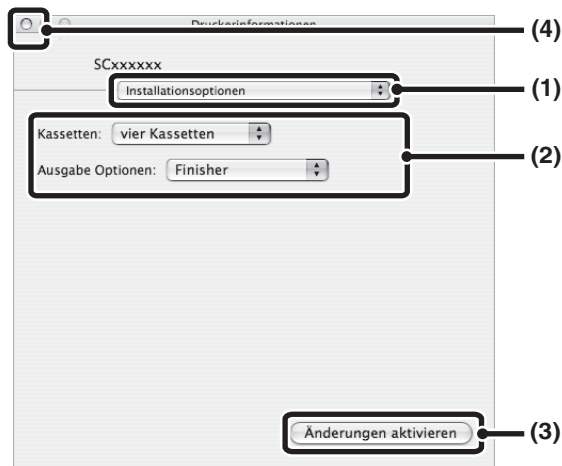 Druckerinformationen
(4)
SCxxxxxx
Installationsoptionen
(1)
Kassetten: vier Kassetten
(2)
Ausgabe Optionen: Finisher
Änderungen aktivieren
(3)